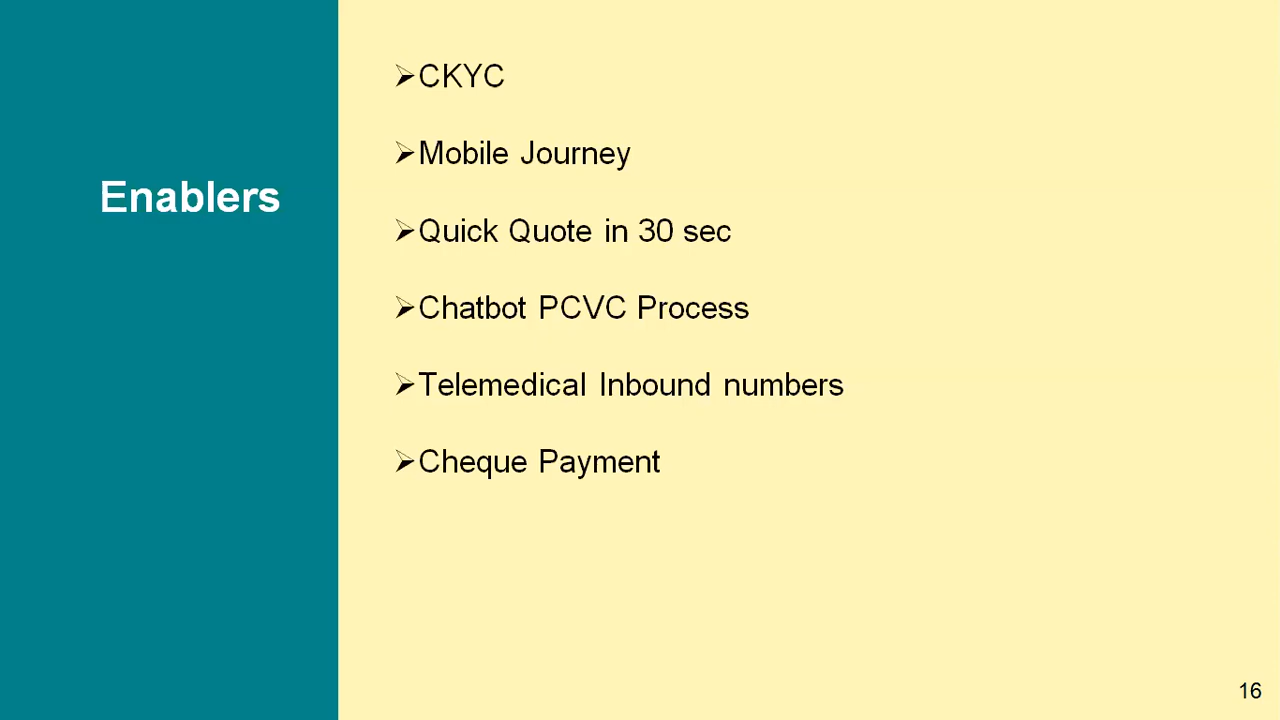 Enablers
➢CKYC
➢Mobile Journey
➢Quick Quote in 30 sec
➢Chatbot PCVC Process
➢Telemedical Inbound numbers
➢Cheque Payment
16